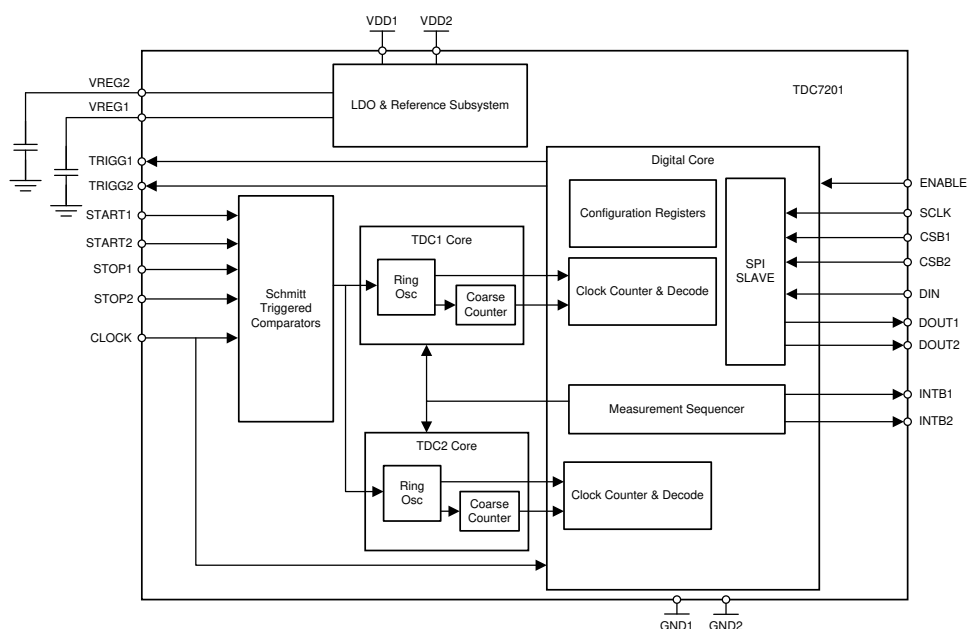 VDD1
VDD2
VREG2
VREG1
LDO & Reference Subsystem
TDC7201
TRIGG1
TRIGG2
START1
START2
STOP1
STOP2
CLOCK
Schmitt
Triggered
Comparators
TDC1 Core
Ring
Osc
Coarse
Counter
TDC2 Core
Ring
Osc
Coarse
Counter
Digital Core
Configuration Registers
Clock Counter & Decode
SPI
SLAVE
Measurement Sequencer
Clock Counter & Decode
ENABLE
SCLK
CSB1
CSB2
DIN
DOUT1
DOUT2
INTB1
INTB2
GND1
GND2